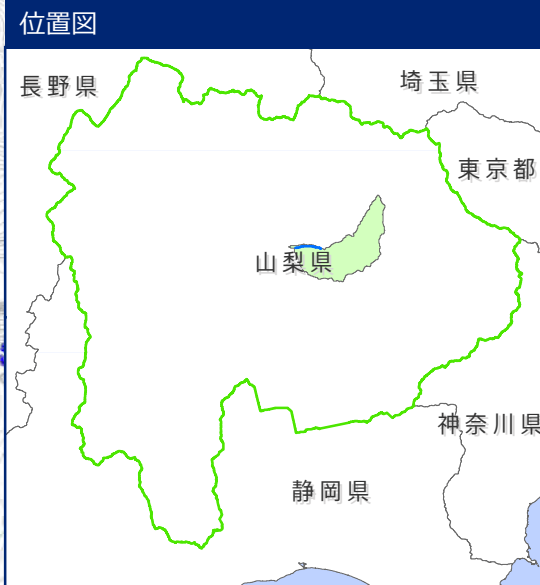 位置図
長野県
埼玉県
東京都
山梨県
神奈川県
静岡県